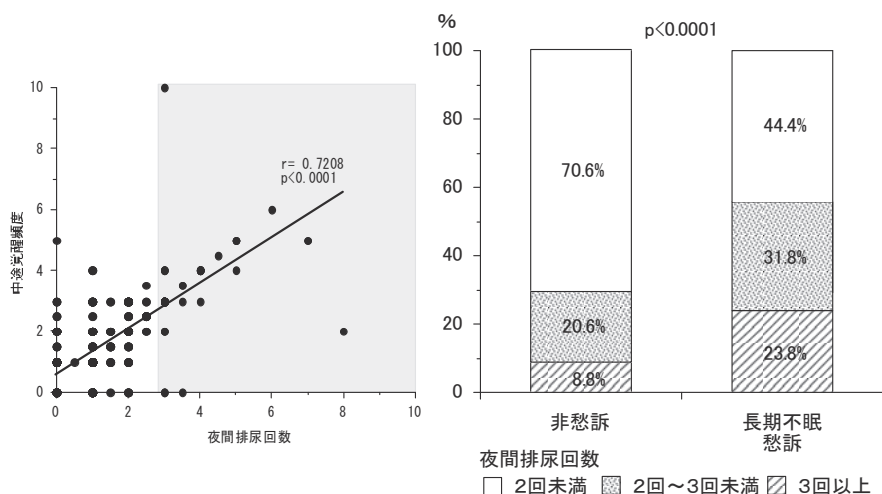 10
8
6
4
2
0
中途覚醒頻度
r= 0.7208
p<0.0001
0 2 4 6 8 10
夜間排尿回数
%
p<0.0001
100
80
60
40
20
0
70.6%
20.6%
8.8%
44.4%
31.8%
23.8%
非愁訴
長期不眠
愁訴
夜間排尿回数
2回未満 2回～3回未満 3回以上